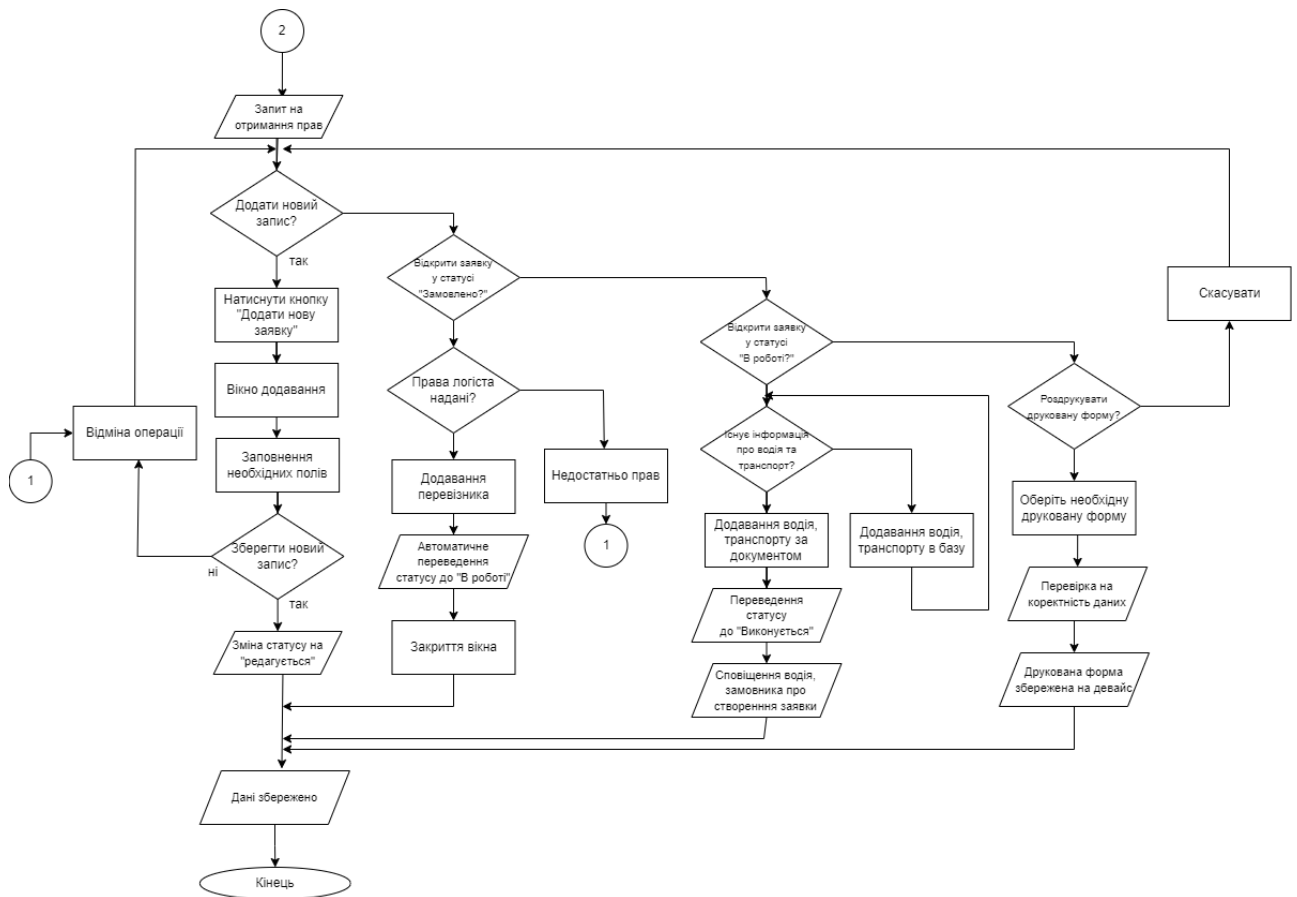 2
Запит на
отримання прав
Додати новий
запис?
так
Натиснути кнопку
"Додати нову
заявку"
Вікно додавання
Заповнення
необхідних полів
Зберегти новий
запис?
ні
так
Зміна статусу на
"редагується"
Відміна операції
1
Відкрити заявку
у статусі
"Замовлено?"
Права логіста
надані?
Додавання
перевізника
Автоматичне
переведення
статусу до "В роботі"
Закриття вікна
Недостатньо прав
1
Відкрити заявку
у статусі
"В роботі?"
Існує інформація
про водія та
транспорт?
Додавання водія,
транспорту за
документом
Переведення
статусу
до "Виконується"
Сповіщення водія,
замовника про
створенння заявки
Додавання водія,
транспорту в базу
Роздрукувати
друковану форму?
Оберіть необхідну
друковану форму
Перевірка на
коректність даних
Друкована форма
збережена на девайс
Скасувати
Дані збережено
Кінець